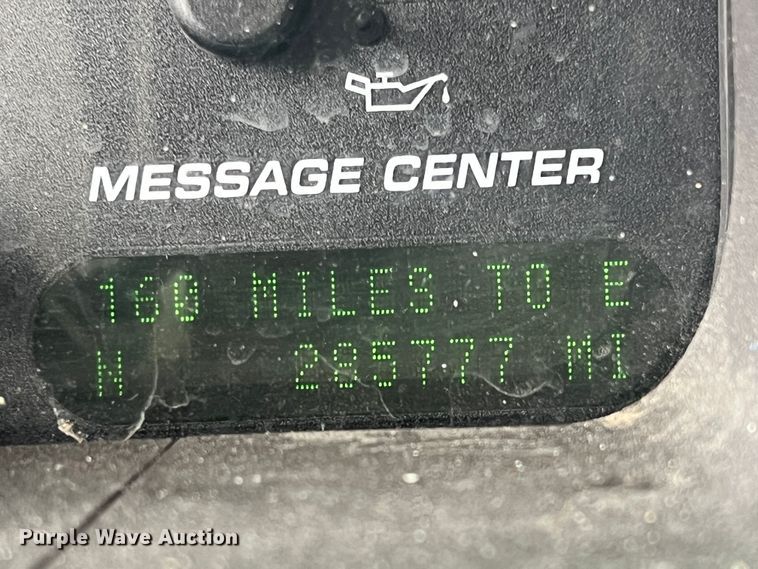 MESSAGE CENTER
160 MILES TO E
N 285777 MI
Purple Wave Auction